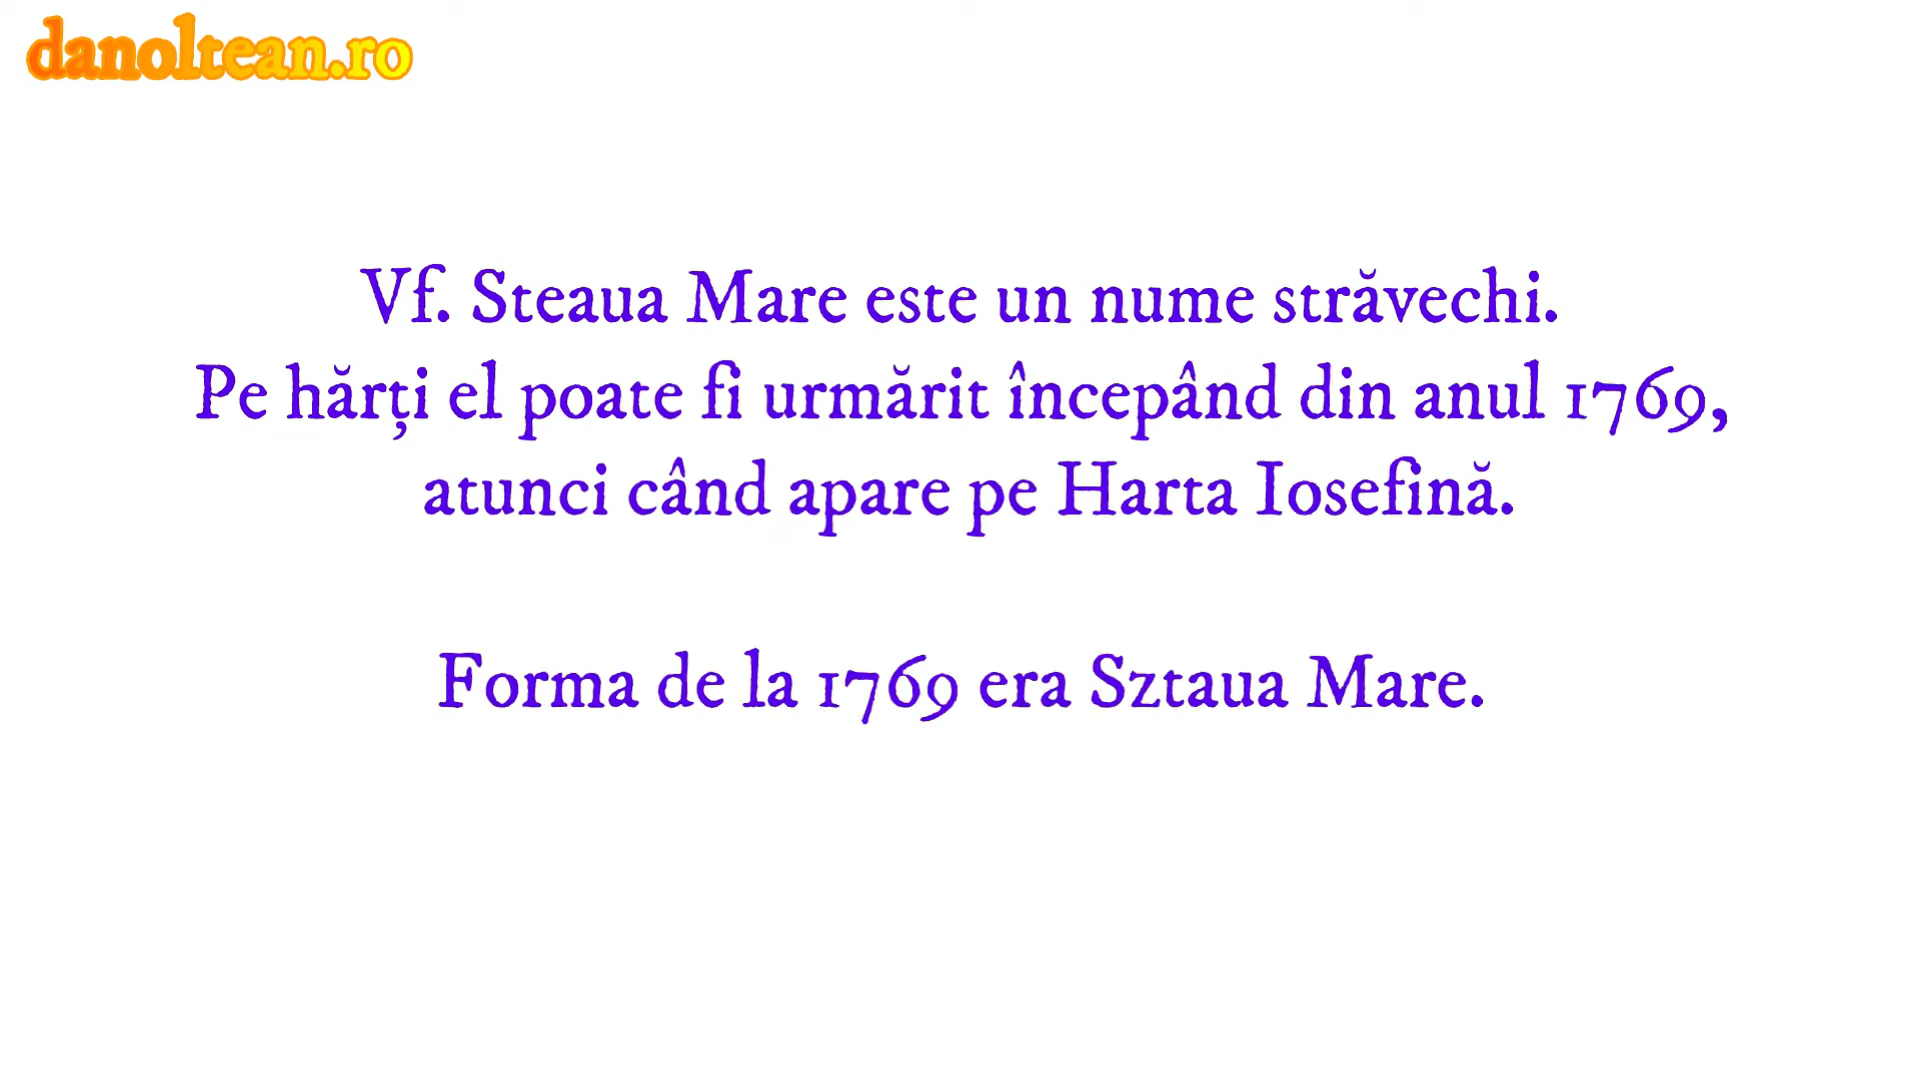 danoltean.ro
Vf. Steaua Mare este un nume străvechi.
Pe hărți el poate fi urmărit începând din anul 1769,
atunci când apare pe Harta Iosefină.
Forma de la 1769 era Sztaua Mare.